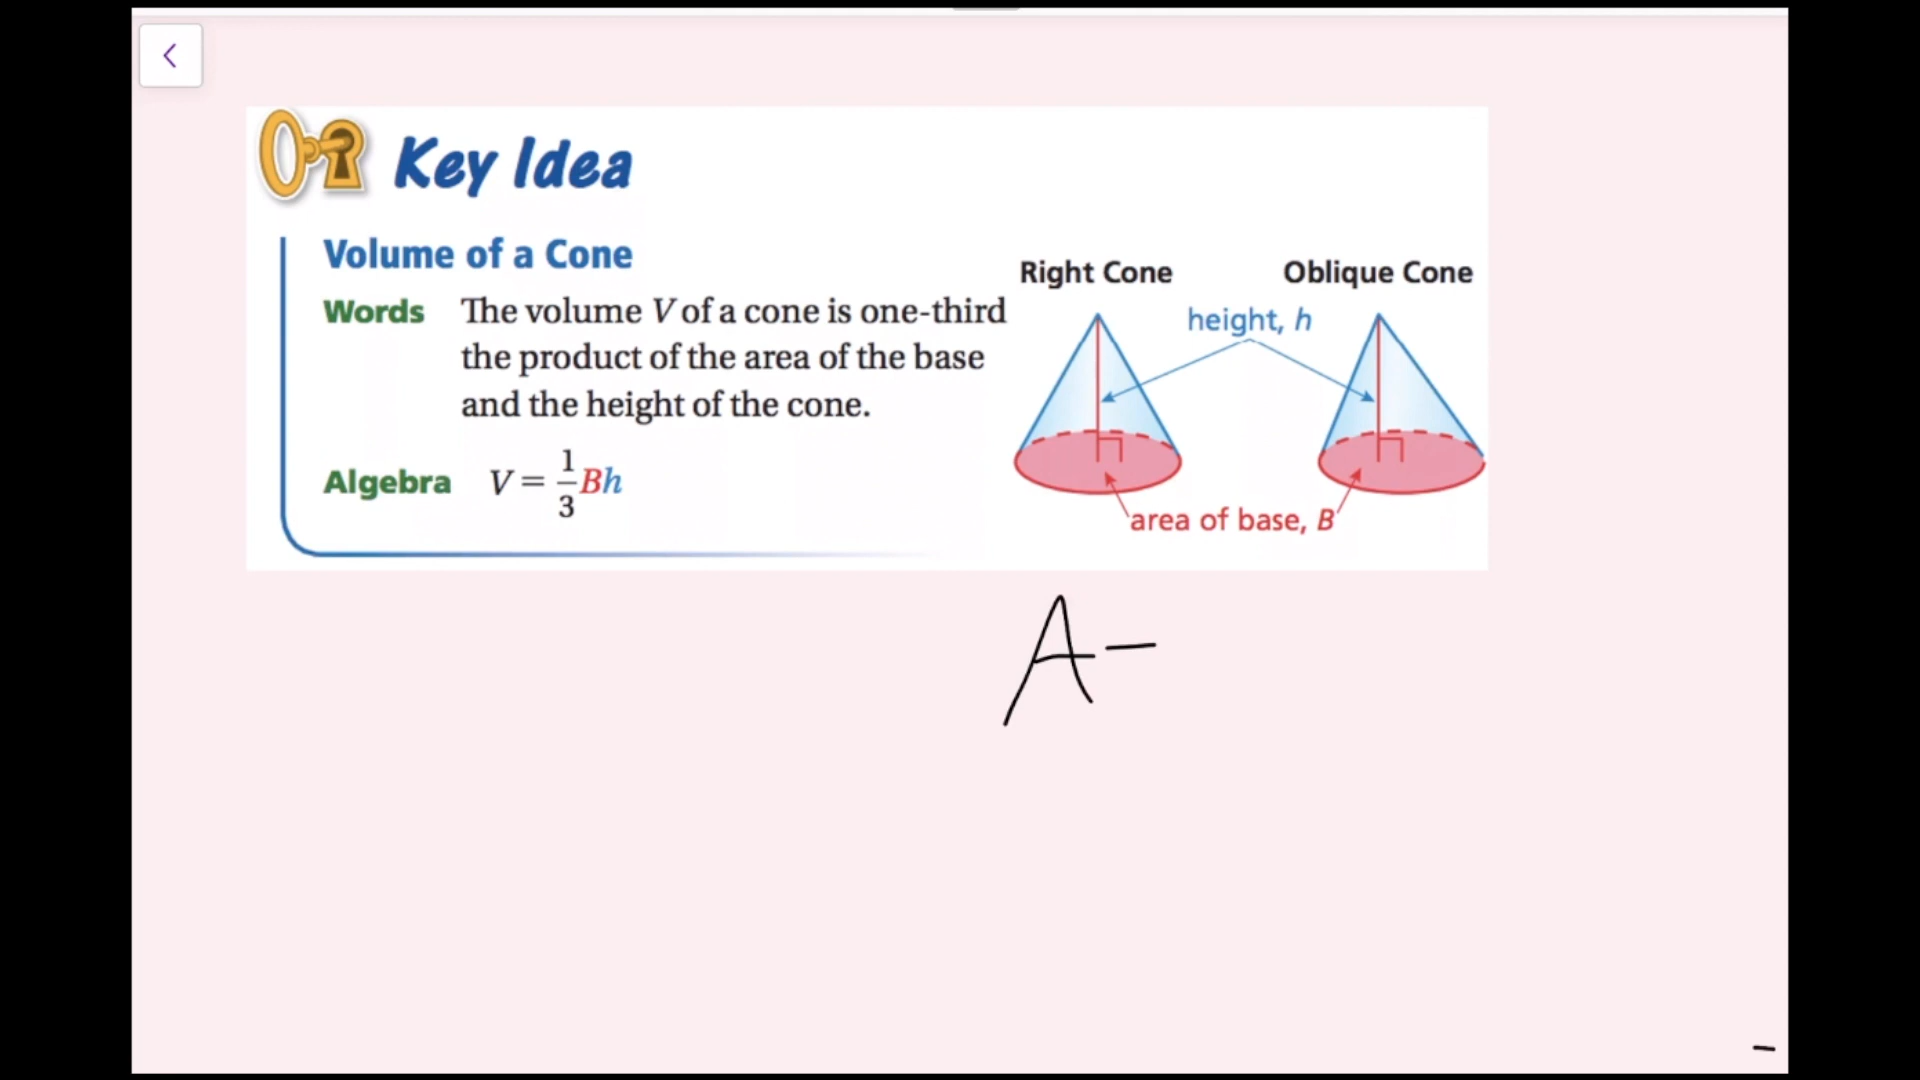 Key Idea
Volume of a Cone
Words The volume V of a cone is one-third
the product of the area of the base
and the height of the cone.
Algebra V = 1/3 Bh
Right Cone
Oblique Cone
height, h
area of base, B
A-